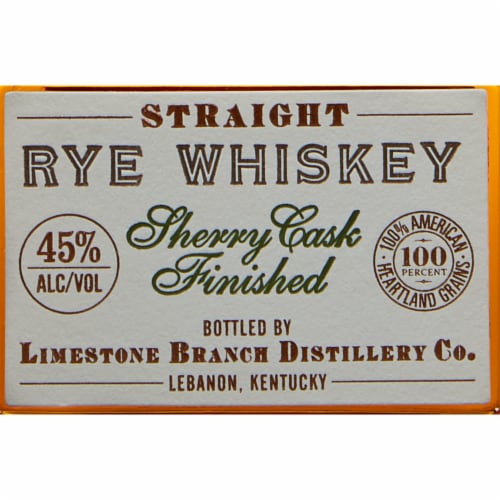 STRAIGHT
RYE WHISKEY
45%
ALC/VOL
Sherry Cask
Finished
100% AMERICAN
100
PERCENT
HEARTLAND GRAINS
BOTTLED BY
LIMESTONE BRANCH DISTILLERY CO.
LEBANON, KENTUCKY